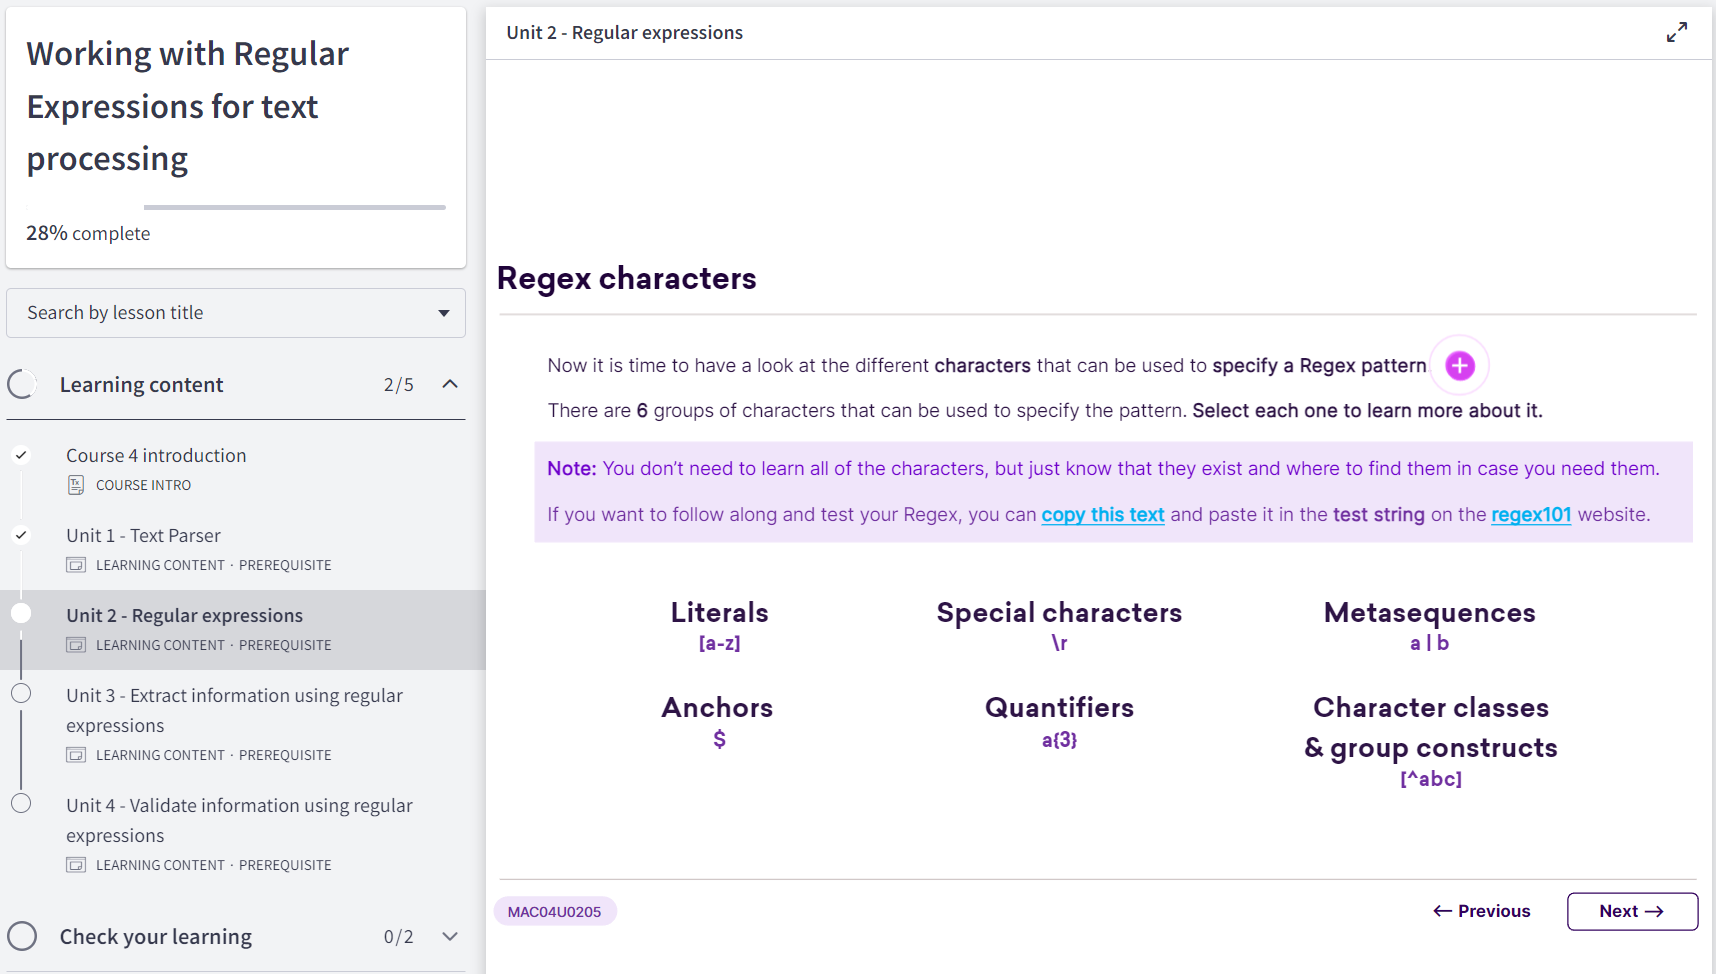 Working with Regular
Expressions for text
processing
28% complete
Search by lesson title
Learning content 2/5
Course 4 introduction
COURSE INTRO
Unit 1 - Text Parser
LEARNING CONTENT · PREREQUISITE
Unit 2 - Regular expressions
LEARNING CONTENT · PREREQUISITE
Unit 3 - Extract information using regular
expressions
LEARNING CONTENT · PREREQUISITE
Unit 4 - Validate information using regular
expressions
LEARNING CONTENT · PREREQUISITE
Check your learning 0/2
Unit 2 - Regular expressions
Regex characters
Now it is time to have a look at the different characters that can be used to specify a Regex pattern
There are 6 groups of characters that can be used to specify the pattern. Select each one to learn more about it.
Note: You don’t need to learn all of the characters, but just know that they exist and where to find them in case you need them.
If you want to follow along and test your Regex, you can copy this text and paste it in the test string on the regex101 website.
Literals
[a-z]
Special characters
\r
Metasequences
a | b
Anchors
$
Quantifiers
a{3}
Character classes
& group constructs
[^abc]
MAC04U0205
← Previous
Next →